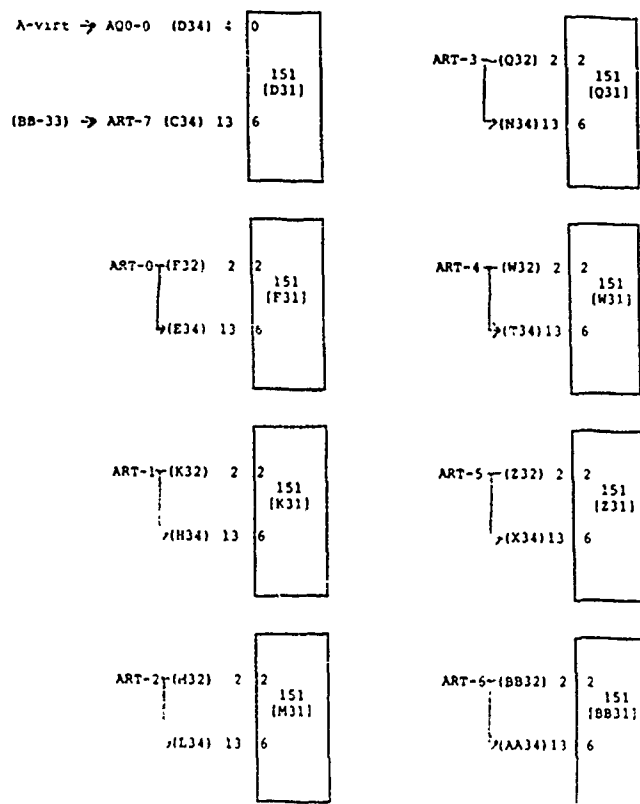 A-virt → AQ0-0 (D34) 4 0
151
[D31]
(BB-33) → ART-7 (C34) 13 6
ART-0 (F32) 2 2
151
[F31]
(E34) 13 6
ART-1 (K32) 2 2
151
[K31]
(H34) 13 6
ART-2 (M32) 2 2
151
[M31]
(L34) 13 6
ART-3 (Q32) 2 2
151
[Q31]
(N34) 13 6
ART-4 (W32) 2 2
151
[W31]
(T34) 13 6
ART-5 (Z32) 2 2
151
[Z31]
(X34) 13 6
ART-6 (BB32) 2 2
151
[BB31]
(AA34) 13 6